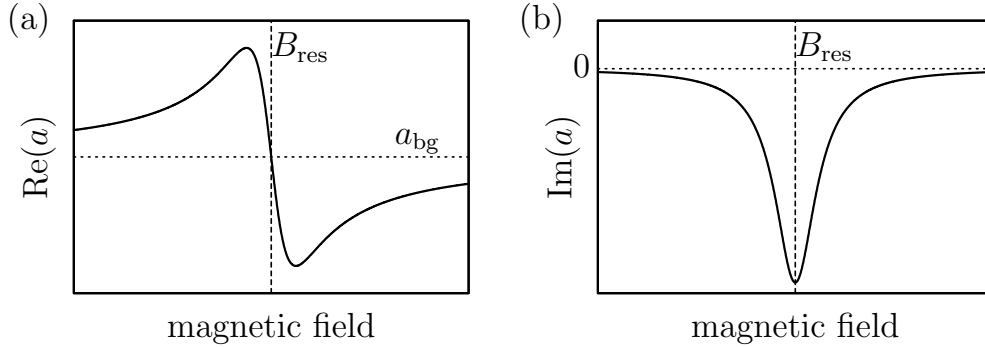 (a)
B_res
a_bg
Re(a)
magnetic field
(b)
B_res
0
Im(a)
magnetic field